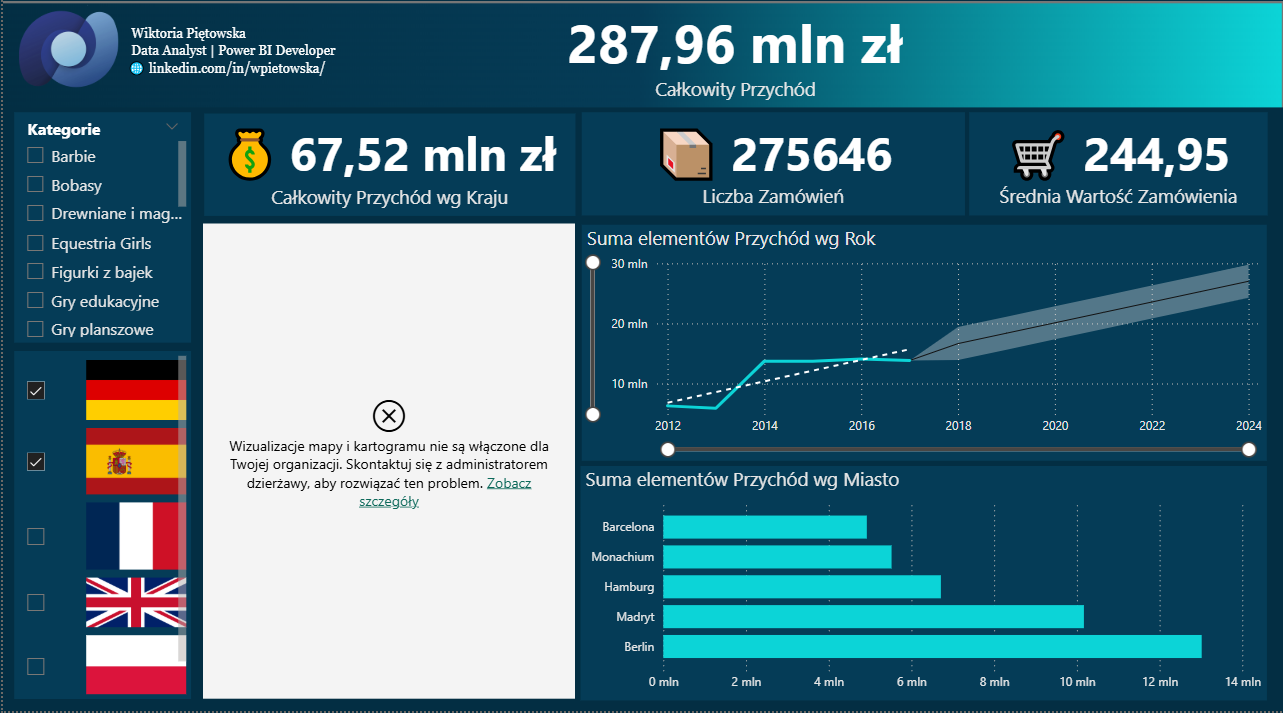 Wiktoria Piętowska
Data Analyst | Power BI Developer
linkedin.com/in/wpietowska/
287,96 mln zł
Całkowity Przychód
Kategorie
Barbie
Bobasy
Drewniane i mag...
Equestria Girls
Figurki z bajek
Gry edukacyjne
Gry planszowe
67,52 mln zł
Całkowity Przychód wg Kraju
275646
Liczba Zamówień
244,95
Średnia Wartość Zamówienia
Wizualizacje mapy i kartogramu nie są włączone dla
Twojej organizacji. Skontaktuj się z administratorem
dzierżawy, aby rozwiązać ten problem. Zobacz
szczegóły
Suma elementów Przychód wg Rok
30 mln
20 mln
10 mln
2012 2014 2016 2018 2020 2022 2024
Suma elementów Przychód wg Miasto
Barcelona
Monachium
Hamburg
Madryt
Berlin
0 mln 2 mln 4 mln 6 mln 8 mln 10 mln 12 mln 14 mln